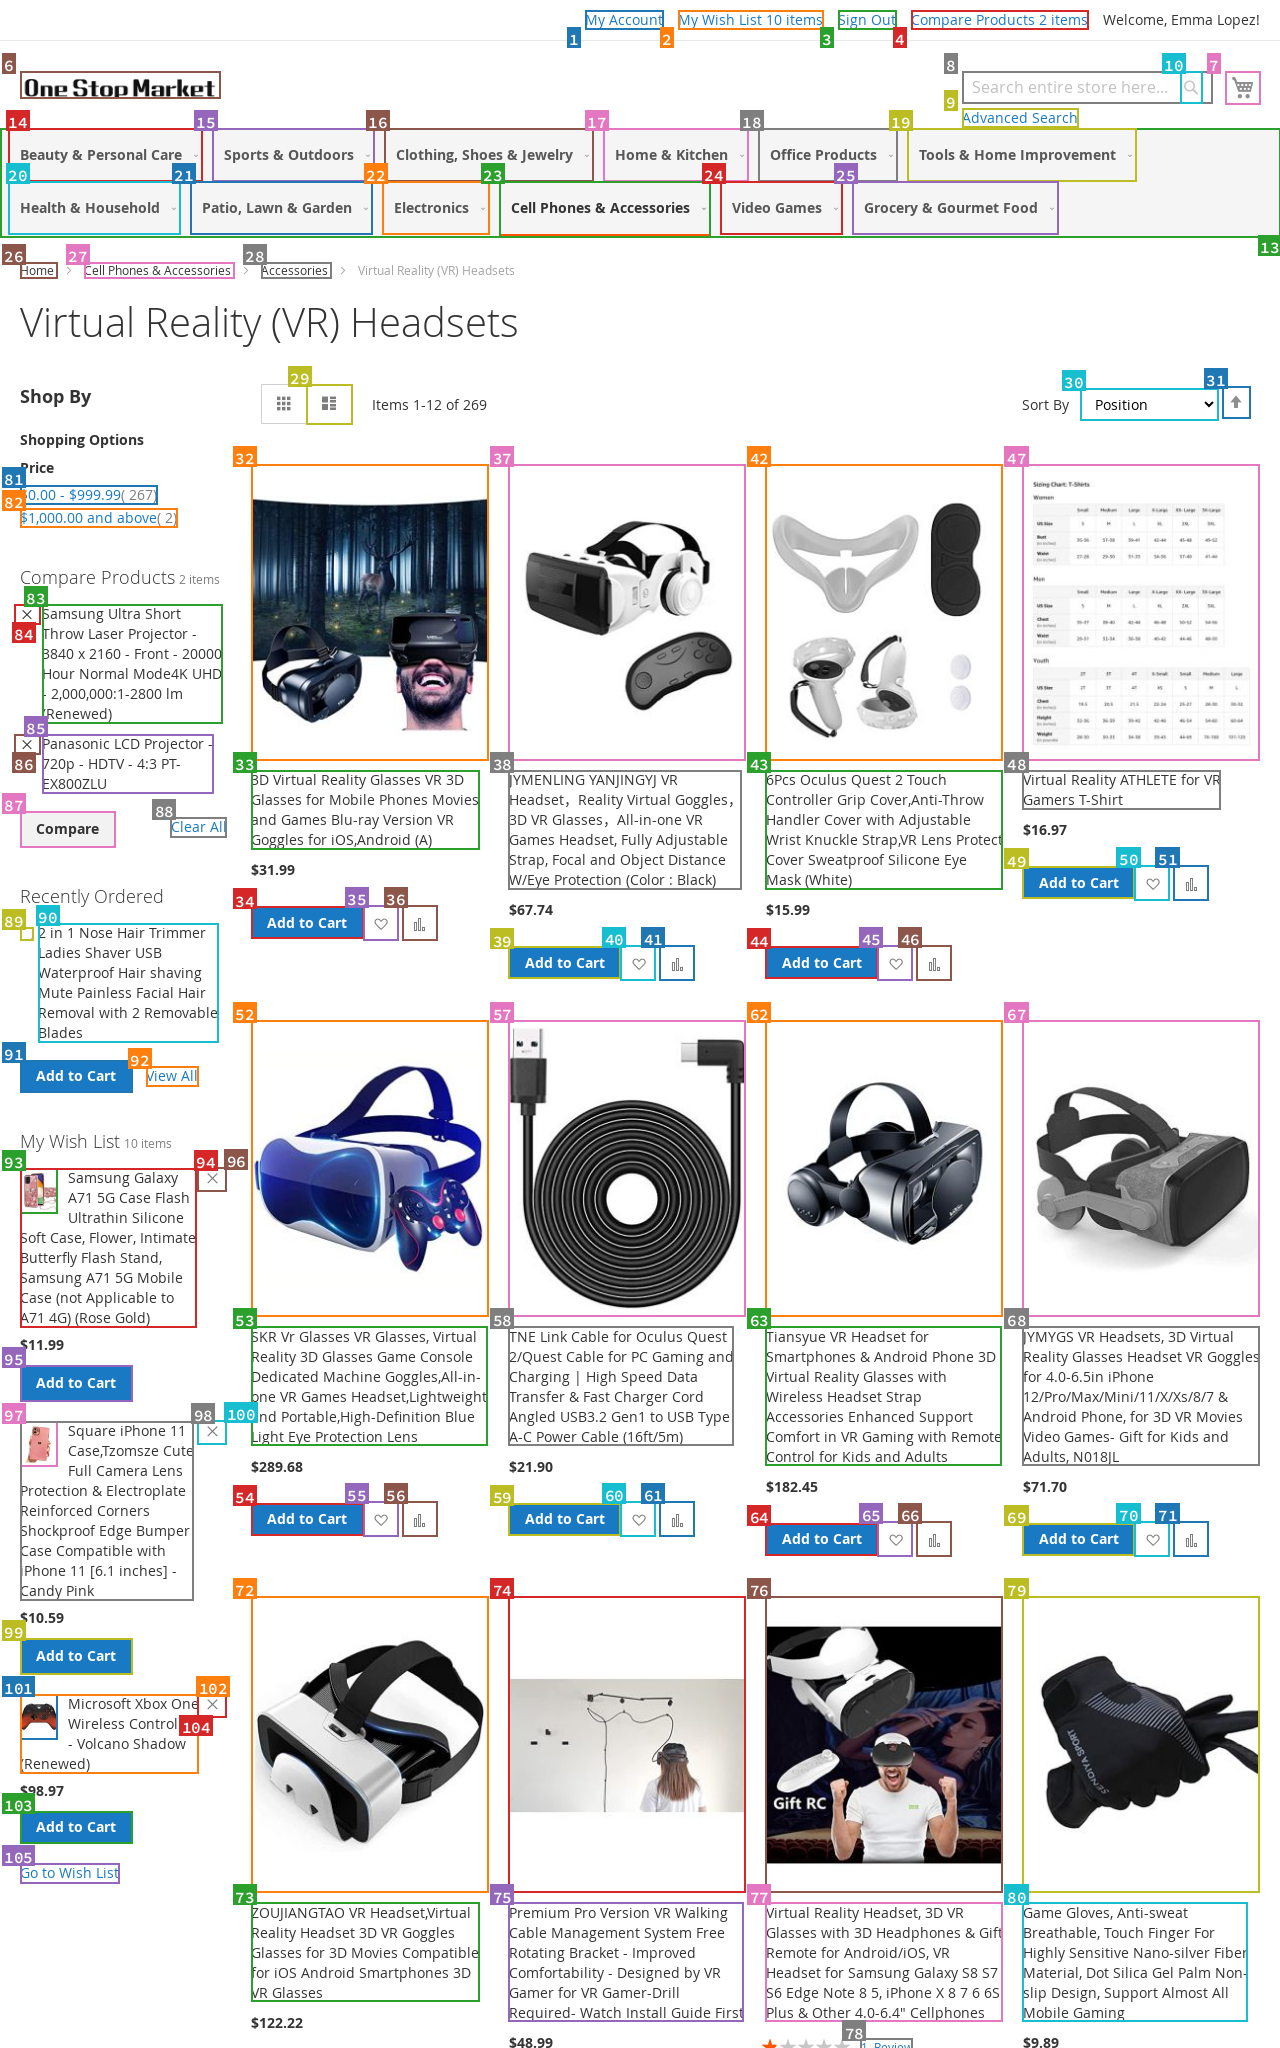 My Account My Wish List 10 items Sign Out Compare Products 2 items Welcome, Emma Lopez!
1 2 3 4
6 8 10 7
One Stop Market Search entire store here...
9 Advanced Search
14 15 16 17 18 19
Beauty & Personal Care Sports & Outdoors Clothing, Shoes & Jewelry Home & Kitchen Office Products Tools & Home Improvement
20 21 22 23 24 25
Health & Household Patio, Lawn & Garden Electronics Cell Phones & Accessories Video Games Grocery & Gourmet Food
13
26 27 28
Home Cell Phones & Accessories Accessories Virtual Reality (VR) Headsets
Virtual Reality (VR) Headsets
Shop By
29 Items 1-12 of 269 30 31
Sort By Position
Shopping Options
Price
81 $0.00 - $999.99( 267)
82 $1,000.00 and above( 2)
Compare Products 2 items
83
84
Samsung Ultra Short
Throw Laser Projector -
3840 x 2160 - Front - 20000
Hour Normal Mode4K UHD
- 2,000,000:1-2800 lm
(Renewed)
85
86
Panasonic LCD Projector -
720p - HDTV - 4:3 PT-
EX800ZLU
87 88
Compare Clear All
Recently Ordered
89 90
2 in 1 Nose Hair Trimmer
Ladies Shaver USB
Waterproof Hair shaving
Mute Painless Facial Hair
Removal with 2 Removable
Blades
91 92
Add to Cart View All
My Wish List 10 items
93 94 96
Samsung Galaxy
A71 5G Case Flash
Ultrathin Silicone
Soft Case, Flower, Intimate
Butterfly Flash Stand,
Samsung A71 5G Mobile
Case (not Applicable to
A71 4G) (Rose Gold)
$11.99
95
Add to Cart
97 98 100
Square iPhone 11
Case,Tzomsze Cute
Full Camera Lens
Protection & Electroplate
Reinforced Corners
Shockproof Edge Bumper
Case Compatible with
iPhone 11 [6.1 inches] -
Candy Pink
$10.59
99
Add to Cart
101 102
104
Microsoft Xbox One
Wireless Control
- Volcano Shadow
(Renewed)
$98.97
103
Add to Cart
105
Go to Wish List
32 37 42 47
Sizing Chart: T-Shirts
Women
Men
Youth
33
3D Virtual Reality Glasses VR 3D
Glasses for Mobile Phones Movies
and Games Blu-ray Version VR
Goggles for iOS,Android (A)
$31.99
34 35 36
Add to Cart
38
JYMENLING YANJINGYJ VR
Headset，Reality Virtual Goggles，
3D VR Glasses，All-in-one VR
Games Headset, Fully Adjustable
Strap, Focal and Object Distance
W/Eye Protection (Color : Black)
$67.74
39 40 41
Add to Cart
43
6Pcs Oculus Quest 2 Touch
Controller Grip Cover,Anti-Throw
Handler Cover with Adjustable
Wrist Knuckle Strap,VR Lens Protect
Cover Sweatproof Silicone Eye
Mask (White)
$15.99
44 45 46
Add to Cart
48
Virtual Reality ATHLETE for VR
Gamers T-Shirt
$16.97
49 50 51
Add to Cart
52 57 62 67
53
SKR Vr Glasses VR Glasses, Virtual
Reality 3D Glasses Game Console
Dedicated Machine Goggles,All-in-
one VR Games Headset,Lightweight
and Portable,High-Definition Blue
Light Eye Protection Lens
$289.68
54 55 56
Add to Cart
58
TNE Link Cable for Oculus Quest
2/Quest Cable for PC Gaming and
Charging | High Speed Data
Transfer & Fast Charger Cord
Angled USB3.2 Gen1 to USB Type
A-C Power Cable (16ft/5m)
$21.90
59 60 61
Add to Cart
63
Tiansyue VR Headset for
Smartphones & Android Phone 3D
Virtual Reality Glasses with
Wireless Headset Strap
Accessories Enhanced Support
Comfort in VR Gaming with Remote
Control for Kids and Adults
$182.45
64 65 66
Add to Cart
68
JYMYGS VR Headsets, 3D Virtual
Reality Glasses Headset VR Goggles
for 4.0-6.5in iPhone
12/Pro/Max/Mini/11/X/Xs/8/7 &
Android Phone, for 3D VR Movies
Video Games- Gift for Kids and
Adults, N018JL
$71.70
69 70 71
Add to Cart
72 74 76 79
Gift RC
SENDIYA SPORT
73
ZOUJIANGTAO VR Headset,Virtual
Reality Headset 3D VR Goggles
Glasses for 3D Movies Compatible
for iOS Android Smartphones 3D
VR Glasses
$122.22
75
Premium Pro Version VR Walking
Cable Management System Free
Rotating Bracket - Improved
Comfortability - Designed by VR
Gamer for VR Gamer-Drill
Required- Watch Install Guide First
$48.99
77
Virtual Reality Headset, 3D VR
Glasses with 3D Headphones & Gift
Remote for Android/iOS, VR
Headset for Samsung Galaxy S8 S7
S6 Edge Note 8 5, iPhone X 8 7 6 6S
Plus & Other 4.0-6.4" Cellphones
78
1 Review
80
Game Gloves, Anti-sweat
Breathable, Touch Finger For
Highly Sensitive Nano-silver Fiber
Material, Dot Silica Gel Palm Non-
slip Design, Support Almost All
Mobile Gaming
$9.89